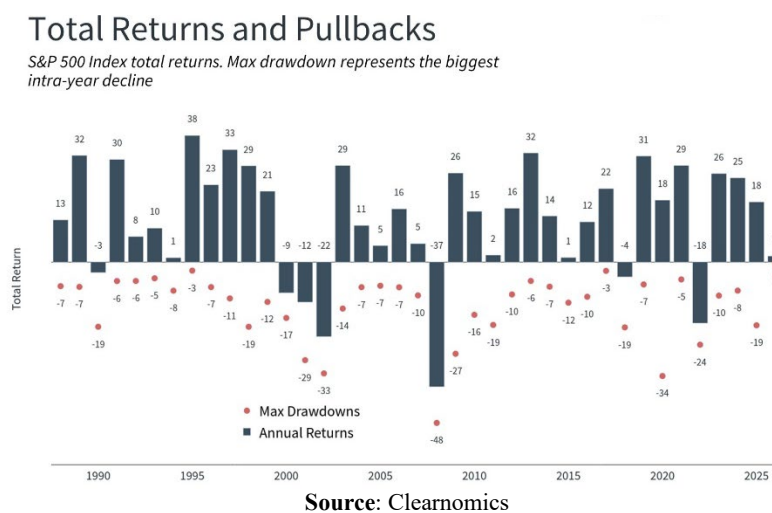 Total Returns and Pullbacks
S&P 500 Index total returns. Max drawdown represents the biggest
intra-year decline
38
32 30 33 29 29 32 31 29
23 21 26 22 26 25
13 8 10 1 11 5 16 5 15 2 16 14 1 12 18 18
-3 -9 -12 -22 -37 -4 -18
Total Return
-7 -7 -19 -6 -6 -5 -8 -3 -7 -11 -19 -12 -17 -29 -33 -14 -7 -7 -7 -10 -48 -27 -16 -19 -10 -6 -7 -12 -10 -3 -19 -7 -34 -5 -24 -10 -8 -19
Max Drawdowns
Annual Returns
1990 1995 2000 2005 2010 2015 2020 2025
Source: Clearnomics